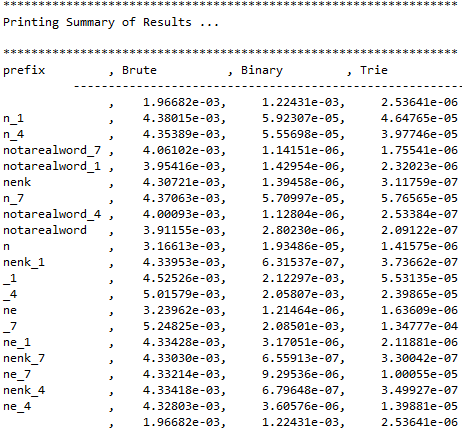 ******************************************************************
Printing Summary of Results ...
******************************************************************
prefix , Brute , Binary , Trie
--------------------------------------------------------
, 1.96682e-03, 1.22431e-03, 2.53641e-06
n_1 , 4.38015e-03, 5.92307e-05, 4.64765e-05
n_4 , 4.35389e-03, 5.55698e-05, 3.97746e-05
notarealword_7 , 4.06102e-03, 1.14151e-06, 1.75541e-06
notarealword_1 , 3.95416e-03, 1.42954e-06, 2.32023e-06
nenk , 4.30721e-03, 1.39458e-06, 3.11759e-07
n_7 , 4.37063e-03, 5.70997e-05, 5.76565e-05
notarealword_4 , 4.00093e-03, 1.12804e-06, 2.53384e-07
notarealword , 3.91155e-03, 2.80230e-06, 2.09122e-07
n , 3.16613e-03, 1.93486e-05, 1.41575e-06
nenk_1 , 4.33953e-03, 6.31537e-07, 3.73662e-07
_1 , 4.52526e-03, 2.12297e-03, 5.53135e-05
_4 , 5.01579e-03, 2.05807e-03, 2.39865e-05
ne , 3.23962e-03, 1.21464e-06, 1.63609e-06
_7 , 5.24825e-03, 2.08501e-03, 1.34777e-04
ne_1 , 4.33428e-03, 3.17051e-06, 2.11881e-06
nenk_7 , 4.33030e-03, 6.55913e-07, 3.30042e-07
ne_7 , 4.33214e-03, 9.29536e-06, 1.00055e-05
nenk_4 , 4.33418e-03, 6.79648e-07, 3.49927e-07
ne_4 , 4.32803e-03, 3.60576e-06, 1.39881e-05
, 1.96682e-03, 1.22431e-03, 2.53641e-06